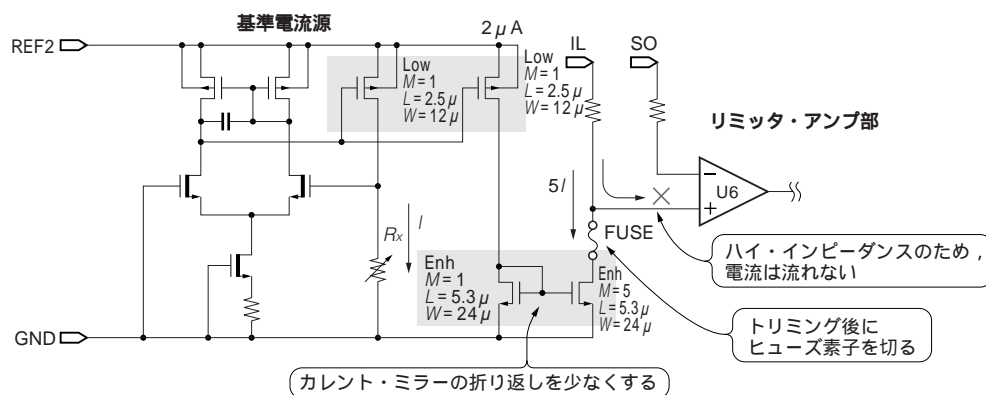 基準電流源
2μA
IL
SO
REF2
Low
M=1
L=2.5μ
W=12μ
Low
M=1
L=2.5μ
W=12μ
リミッタ・アンプ部
5I
−
U6
+
Rx
I
FUSE
ハイ・インピーダンスのため,
電流は流れない
Enh
M=1
L=5.3μ
W=24μ
Enh
M=5
L=5.3μ
W=24μ
トリミング後に
ヒューズ素子を切る
GND
カレント・ミラーの折り返しを少なくする